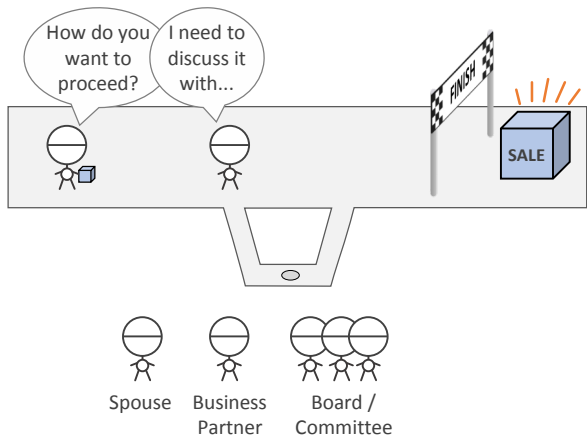 How do you
want to
proceed?
I need to
discuss it
with...
FINISH
SALE
Spouse
Business
Partner
Board /
Committee